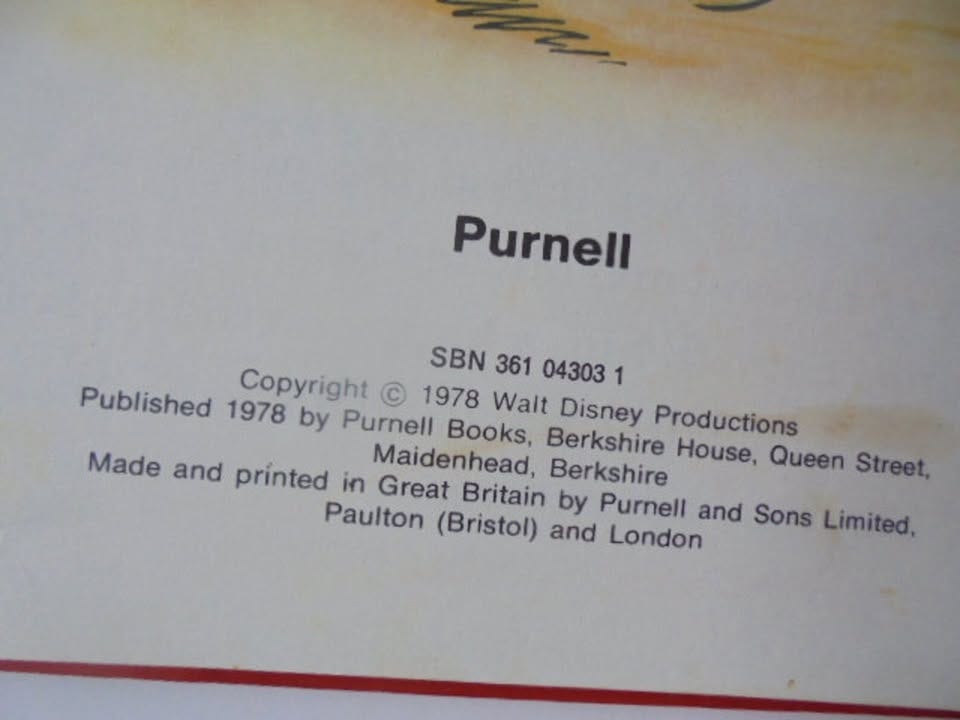 Purnell
SBN 361 04303 1
Copyright © 1978 Walt Disney Productions
Published 1978 by Purnell Books, Berkshire House, Queen Street,
Maidenhead, Berkshire
Made and printed in Great Britain by Purnell and Sons Limited,
Paulton (Bristol) and London